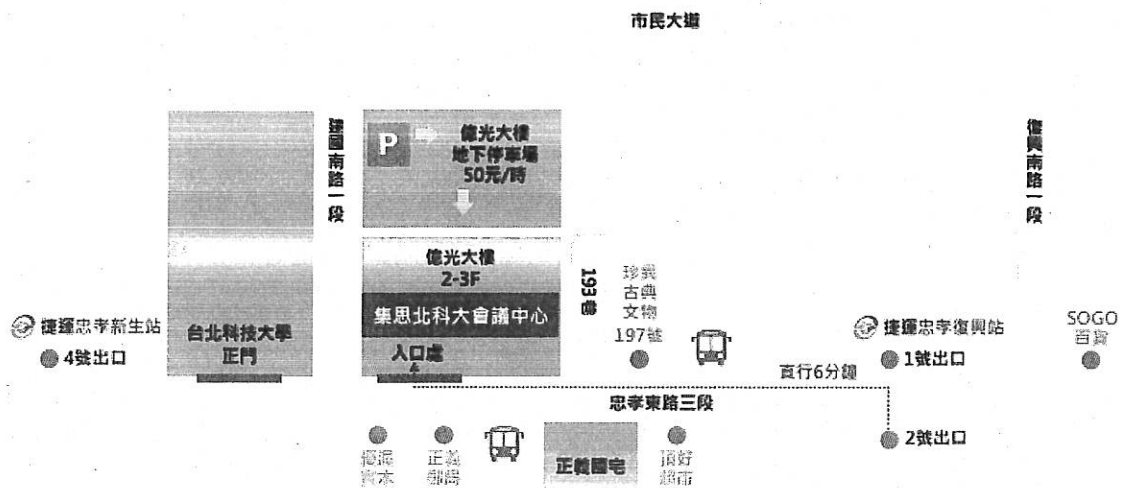 市民大道
建國南路一段
P
億光大樓
地下停車場
50元/時
復興南路一段
億光大樓
2-3F
集思北科大會議中心
入口處
193巷
珍藏
古典
文物
197號
捷運忠孝新生站
4號出口
台北科技大學
正門
捷運忠孝復興站
1號出口
SOGO
百貨
直行6分鐘
忠孝東路三段
2號出口
正義
郵局
正義國宅
頂好
超市